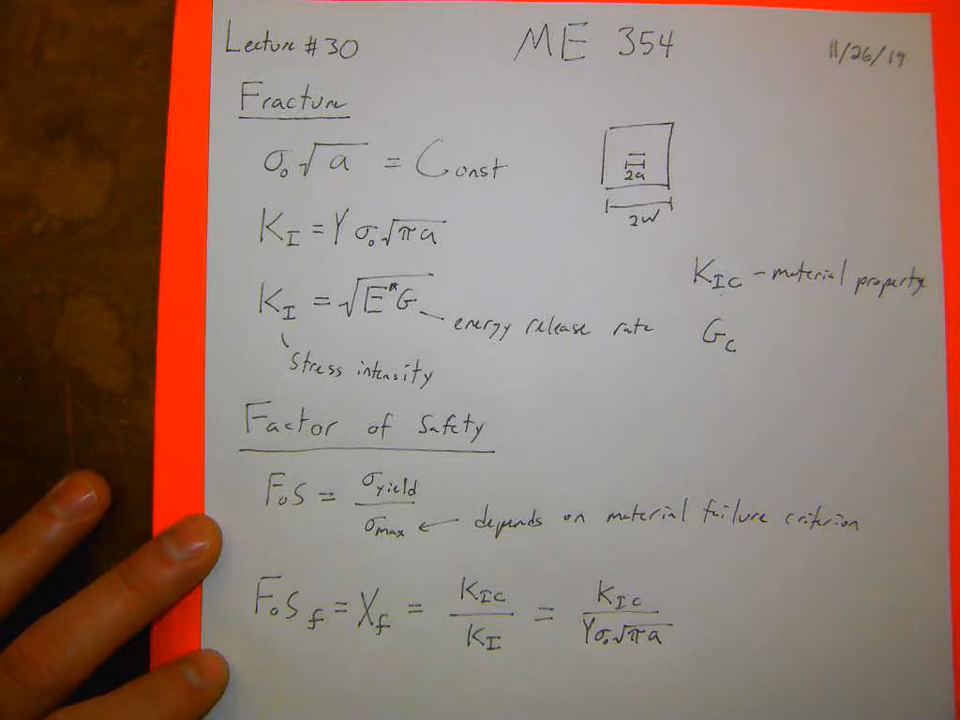 Lecture #30 ME 354 11/26/19
Fracture
σ₀√a = Const
2a
2w
K_I = Y σ₀√πa
K_IC - material property
K_I = √E*G energy release rate
G_c
Stress intensity
Factor of Safety
FoS = σyield / σmax ← depends on material failure criterion
FoS_f = X_f = K_IC / K_I = K_IC / Yσ₀√πa